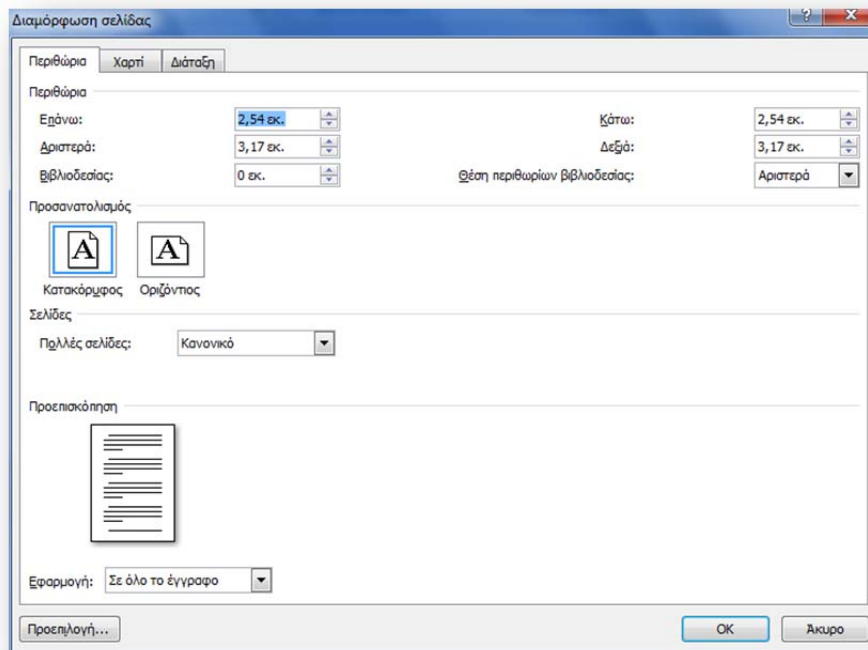 Διαμόρφωση σελίδας
Περιθώρια Χαρτί Διάταξη
Περιθώρια
Επάνω: 2,54 εκ. Κάτω: 2,54 εκ.
Αριστερά: 3,17 εκ. Δεξιά: 3,17 εκ.
Βιβλιοδεσίας: 0 εκ. Θέση περιθωρίων βιβλιοδεσίας: Αριστερά
Προσανατολισμός
A A
Κατακόρυφος Οριζόντιος
Σελίδες
Πολλές σελίδες: Κανονικό
Προεπισκόπηση
Εφαρμογή: Σε όλο το έγγραφο
Προεπιλογή... OK Άκυρο